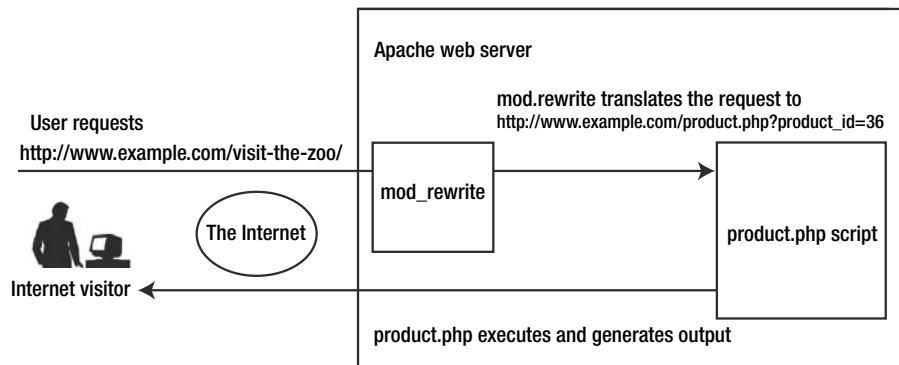 Apache web server
mod.rewrite translates the request to
http://www.example.com/product.php?product_id=36
User requests
http://www.example.com/visit-the-zoo/
mod_rewrite
The Internet
product.php script
Internet visitor
product.php executes and generates output